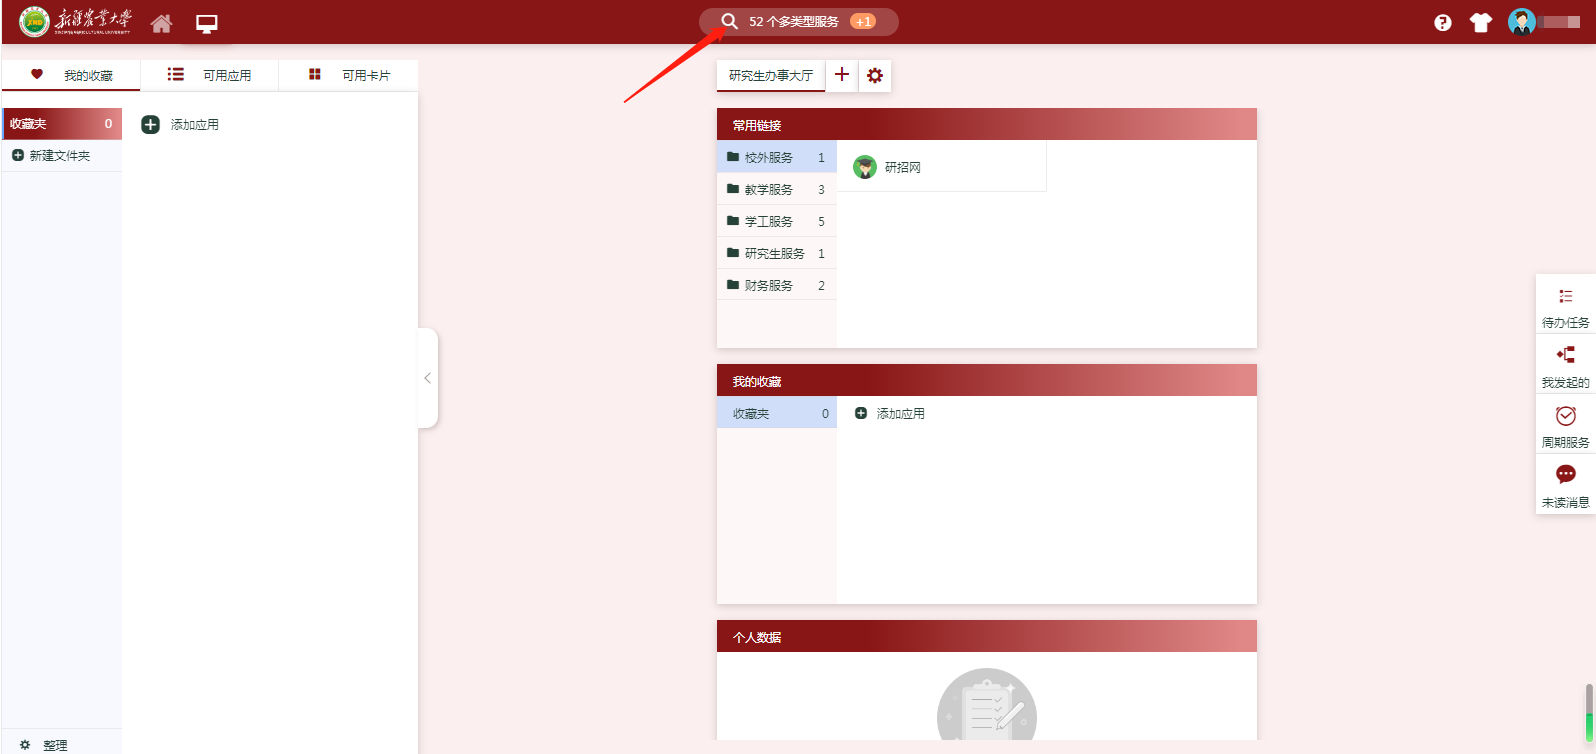 新疆农业大学
XINJIANG AGRICULTURAL UNIVERSITY
52 个多类型服务 +1
我的收藏
可用应用
可用卡片
收藏夹 0
新建文件夹
添加应用
整理
研究生办事大厅
常用链接
校外服务 1
教学服务 3
学工服务 5
研究生服务 1
财务服务 2
研招网
我的收藏
收藏夹 0
添加应用
个人数据
待办任务
我发起的
周期服务
未读消息